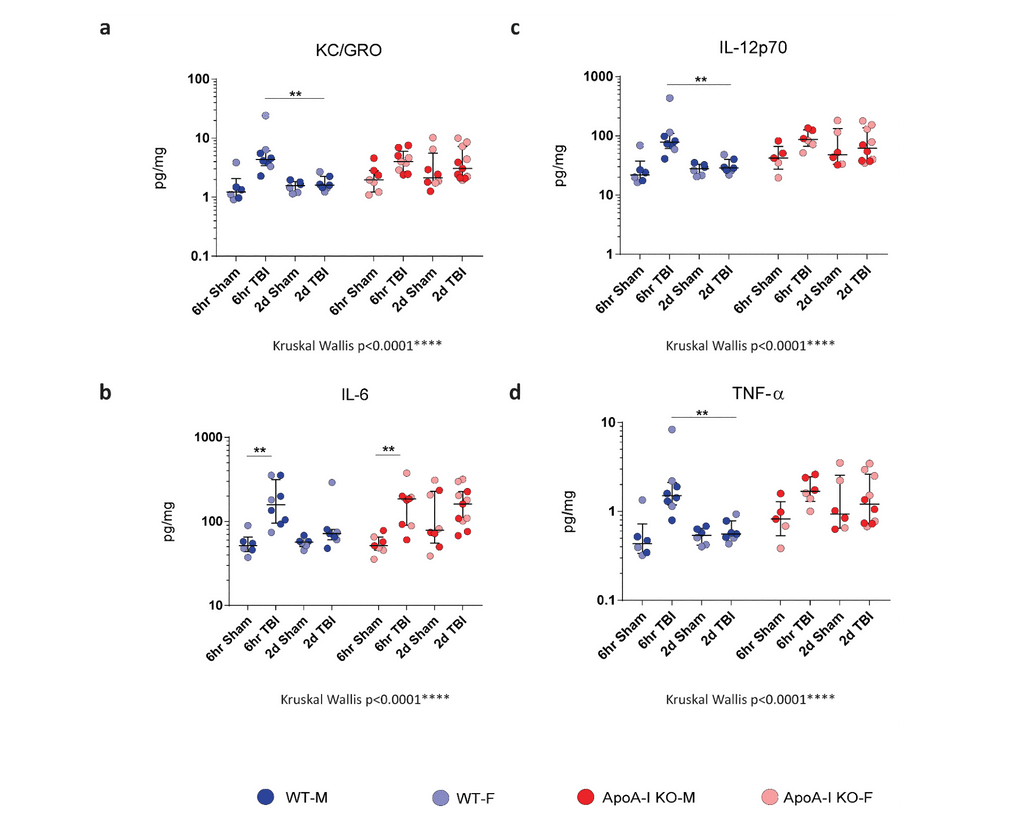 a
KC/GRO
100
10
1
0.1
pg/mg
**
6hr Sham
6hr TBI
2d Sham
2d TBI
6hr Sham
6hr TBI
2d Sham
2d TBI
Kruskal Wallis p<0.0001****
c
IL-12p70
1000
100
10
1
pg/mg
**
6hr Sham
6hr TBI
2d Sham
2d TBI
6hr Sham
6hr TBI
2d Sham
2d TBI
Kruskal Wallis p<0.0001****
b
IL-6
1000
100
10
pg/mg
**
**
6hr Sham
6hr TBI
2d Sham
2d TBI
6hr Sham
6hr TBI
2d Sham
2d TBI
Kruskal Wallis p<0.0001****
d
TNF-α
10
1
0.1
pg/mg
**
6hr Sham
6hr TBI
2d Sham
2d TBI
6hr Sham
6hr TBI
2d Sham
2d TBI
Kruskal Wallis p<0.0001****
WT-M
WT-F
ApoA-I KO-M
ApoA-I KO-F